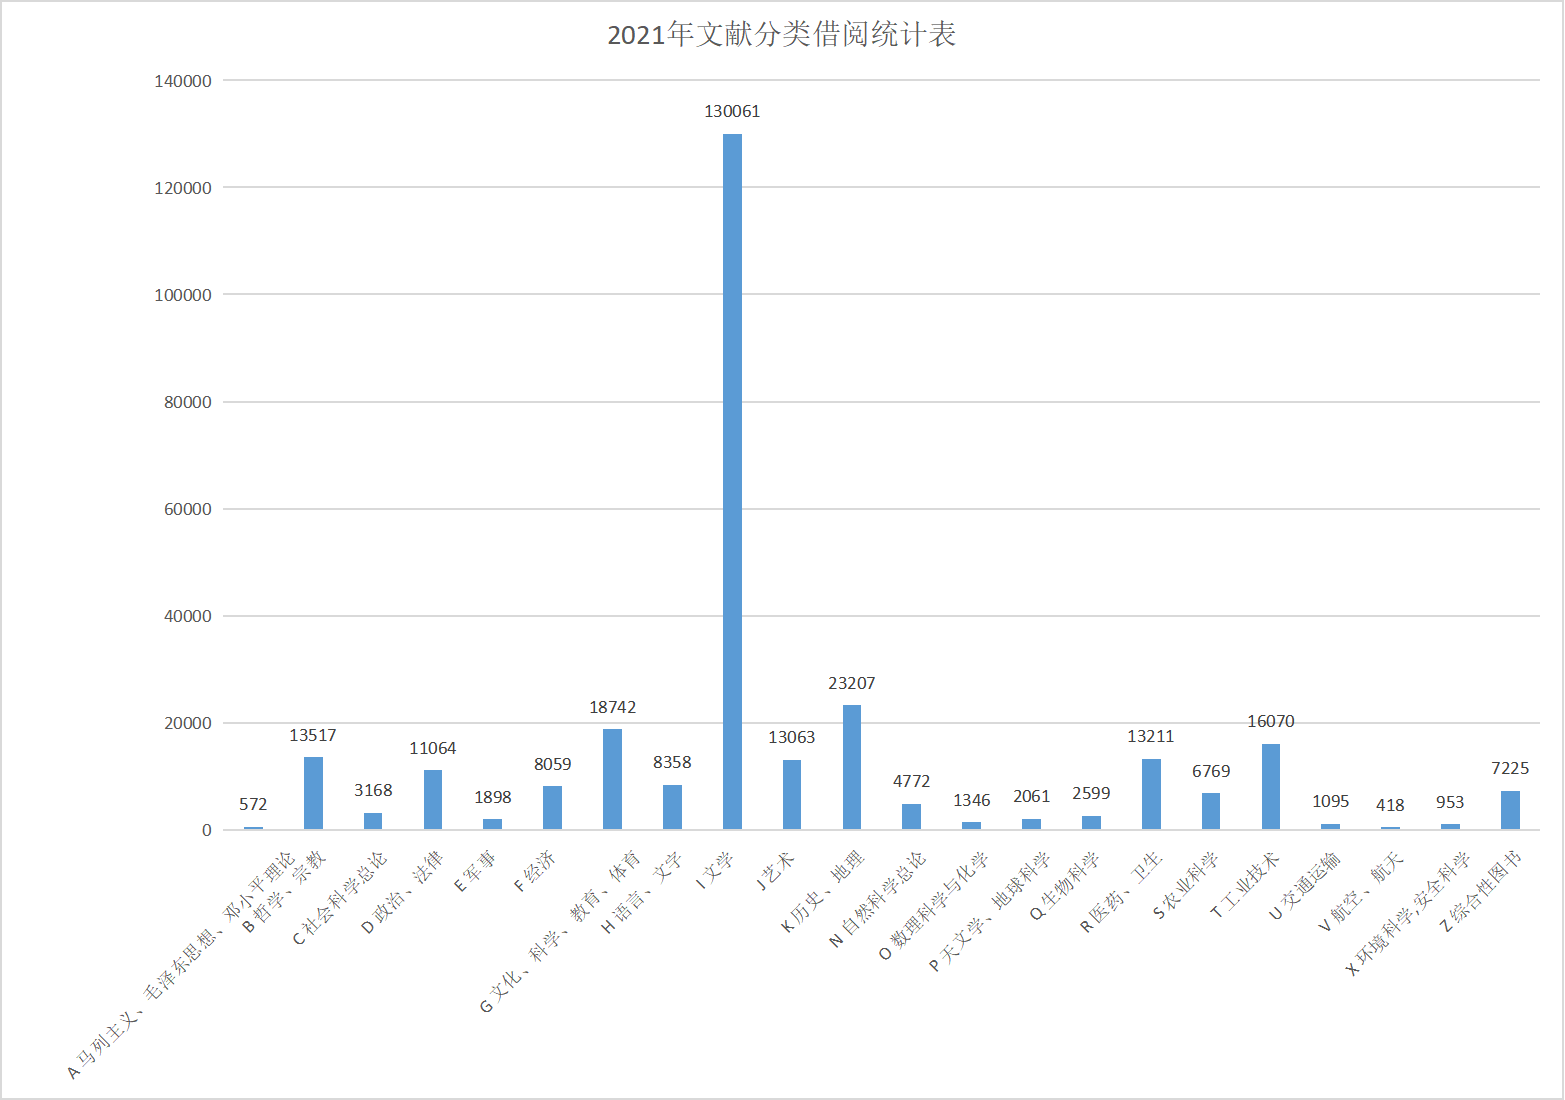 2021年文献分类借阅统计表
140000
120000
100000
80000
60000
40000
20000
0
572
13517
3168
11064
1898
8059
18742
8358
130061
13063
23207
4772
1346
2061
2599
13211
6769
16070
1095
418
953
7225
A 马列主义、毛泽东思想、邓小平理论
B 哲学、宗教
C 社会科学总论
D 政治、法律
E 军事
F 经济
G 文化、科学、教育、体育
H 语言、文字
I 文学
J 艺术
K 历史、地理
N 自然科学总论
O 数理科学与化学
P 天文学、地球科学
Q 生物科学
R 医药、卫生
S 农业科学
T 工业技术
U 交通运输
V 航空、航天
X 环境科学,安全科学
Z 综合性图书